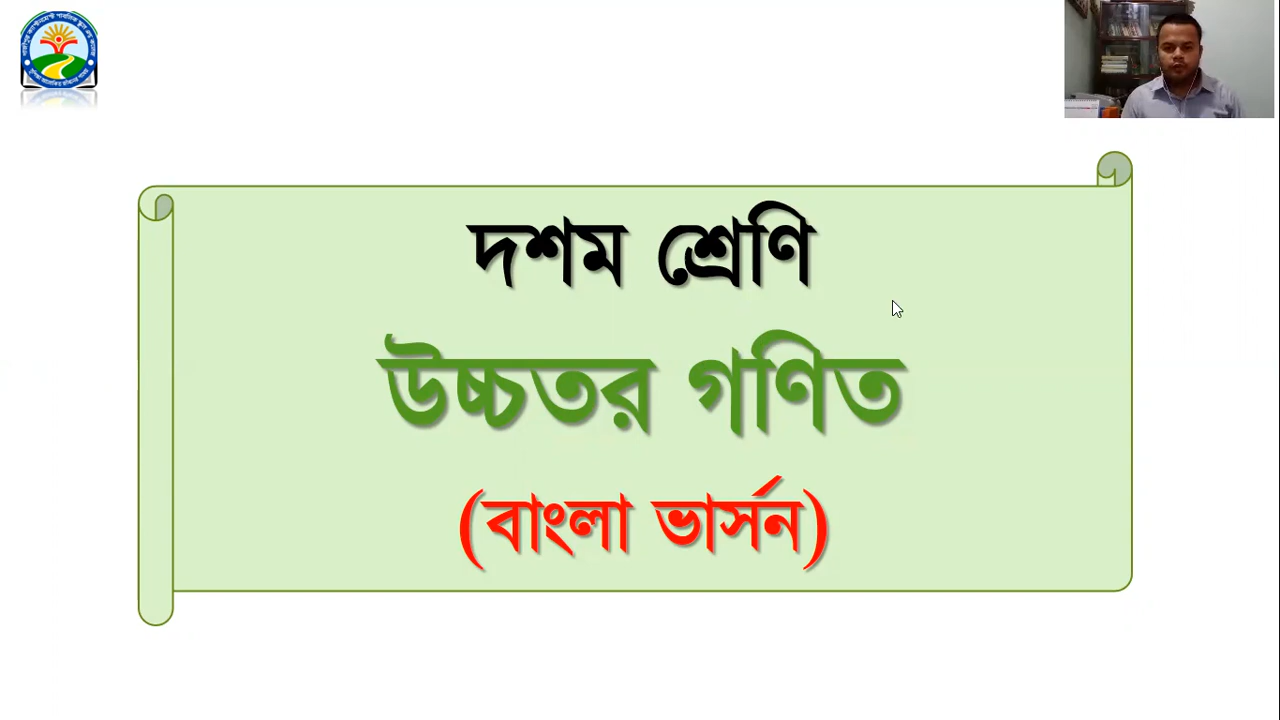 দশম শ্রেণি
উচ্চতর গণিত
(বাংলা ভার্সন)